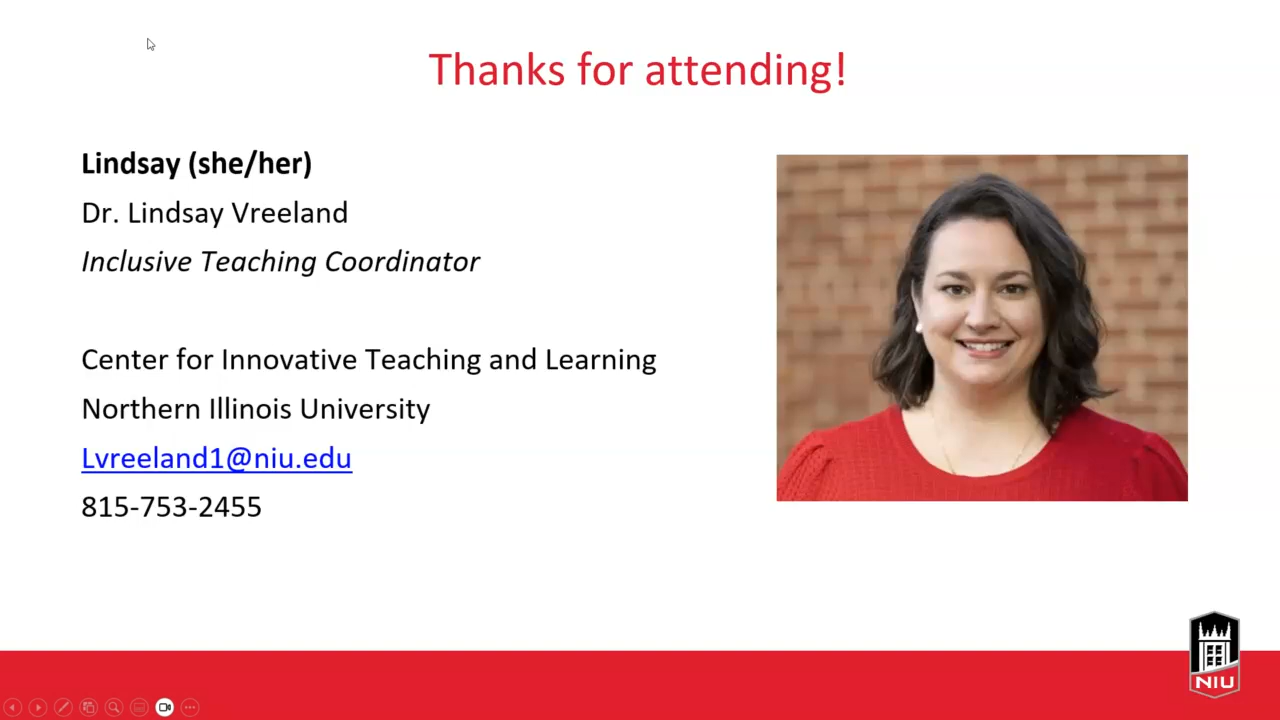 Thanks for attending!
Lindsay (she/her)
Dr. Lindsay Vreeland
Inclusive Teaching Coordinator
Center for Innovative Teaching and Learning
Northern Illinois University
Lvreeland1@niu.edu
815-753-2455
NIU